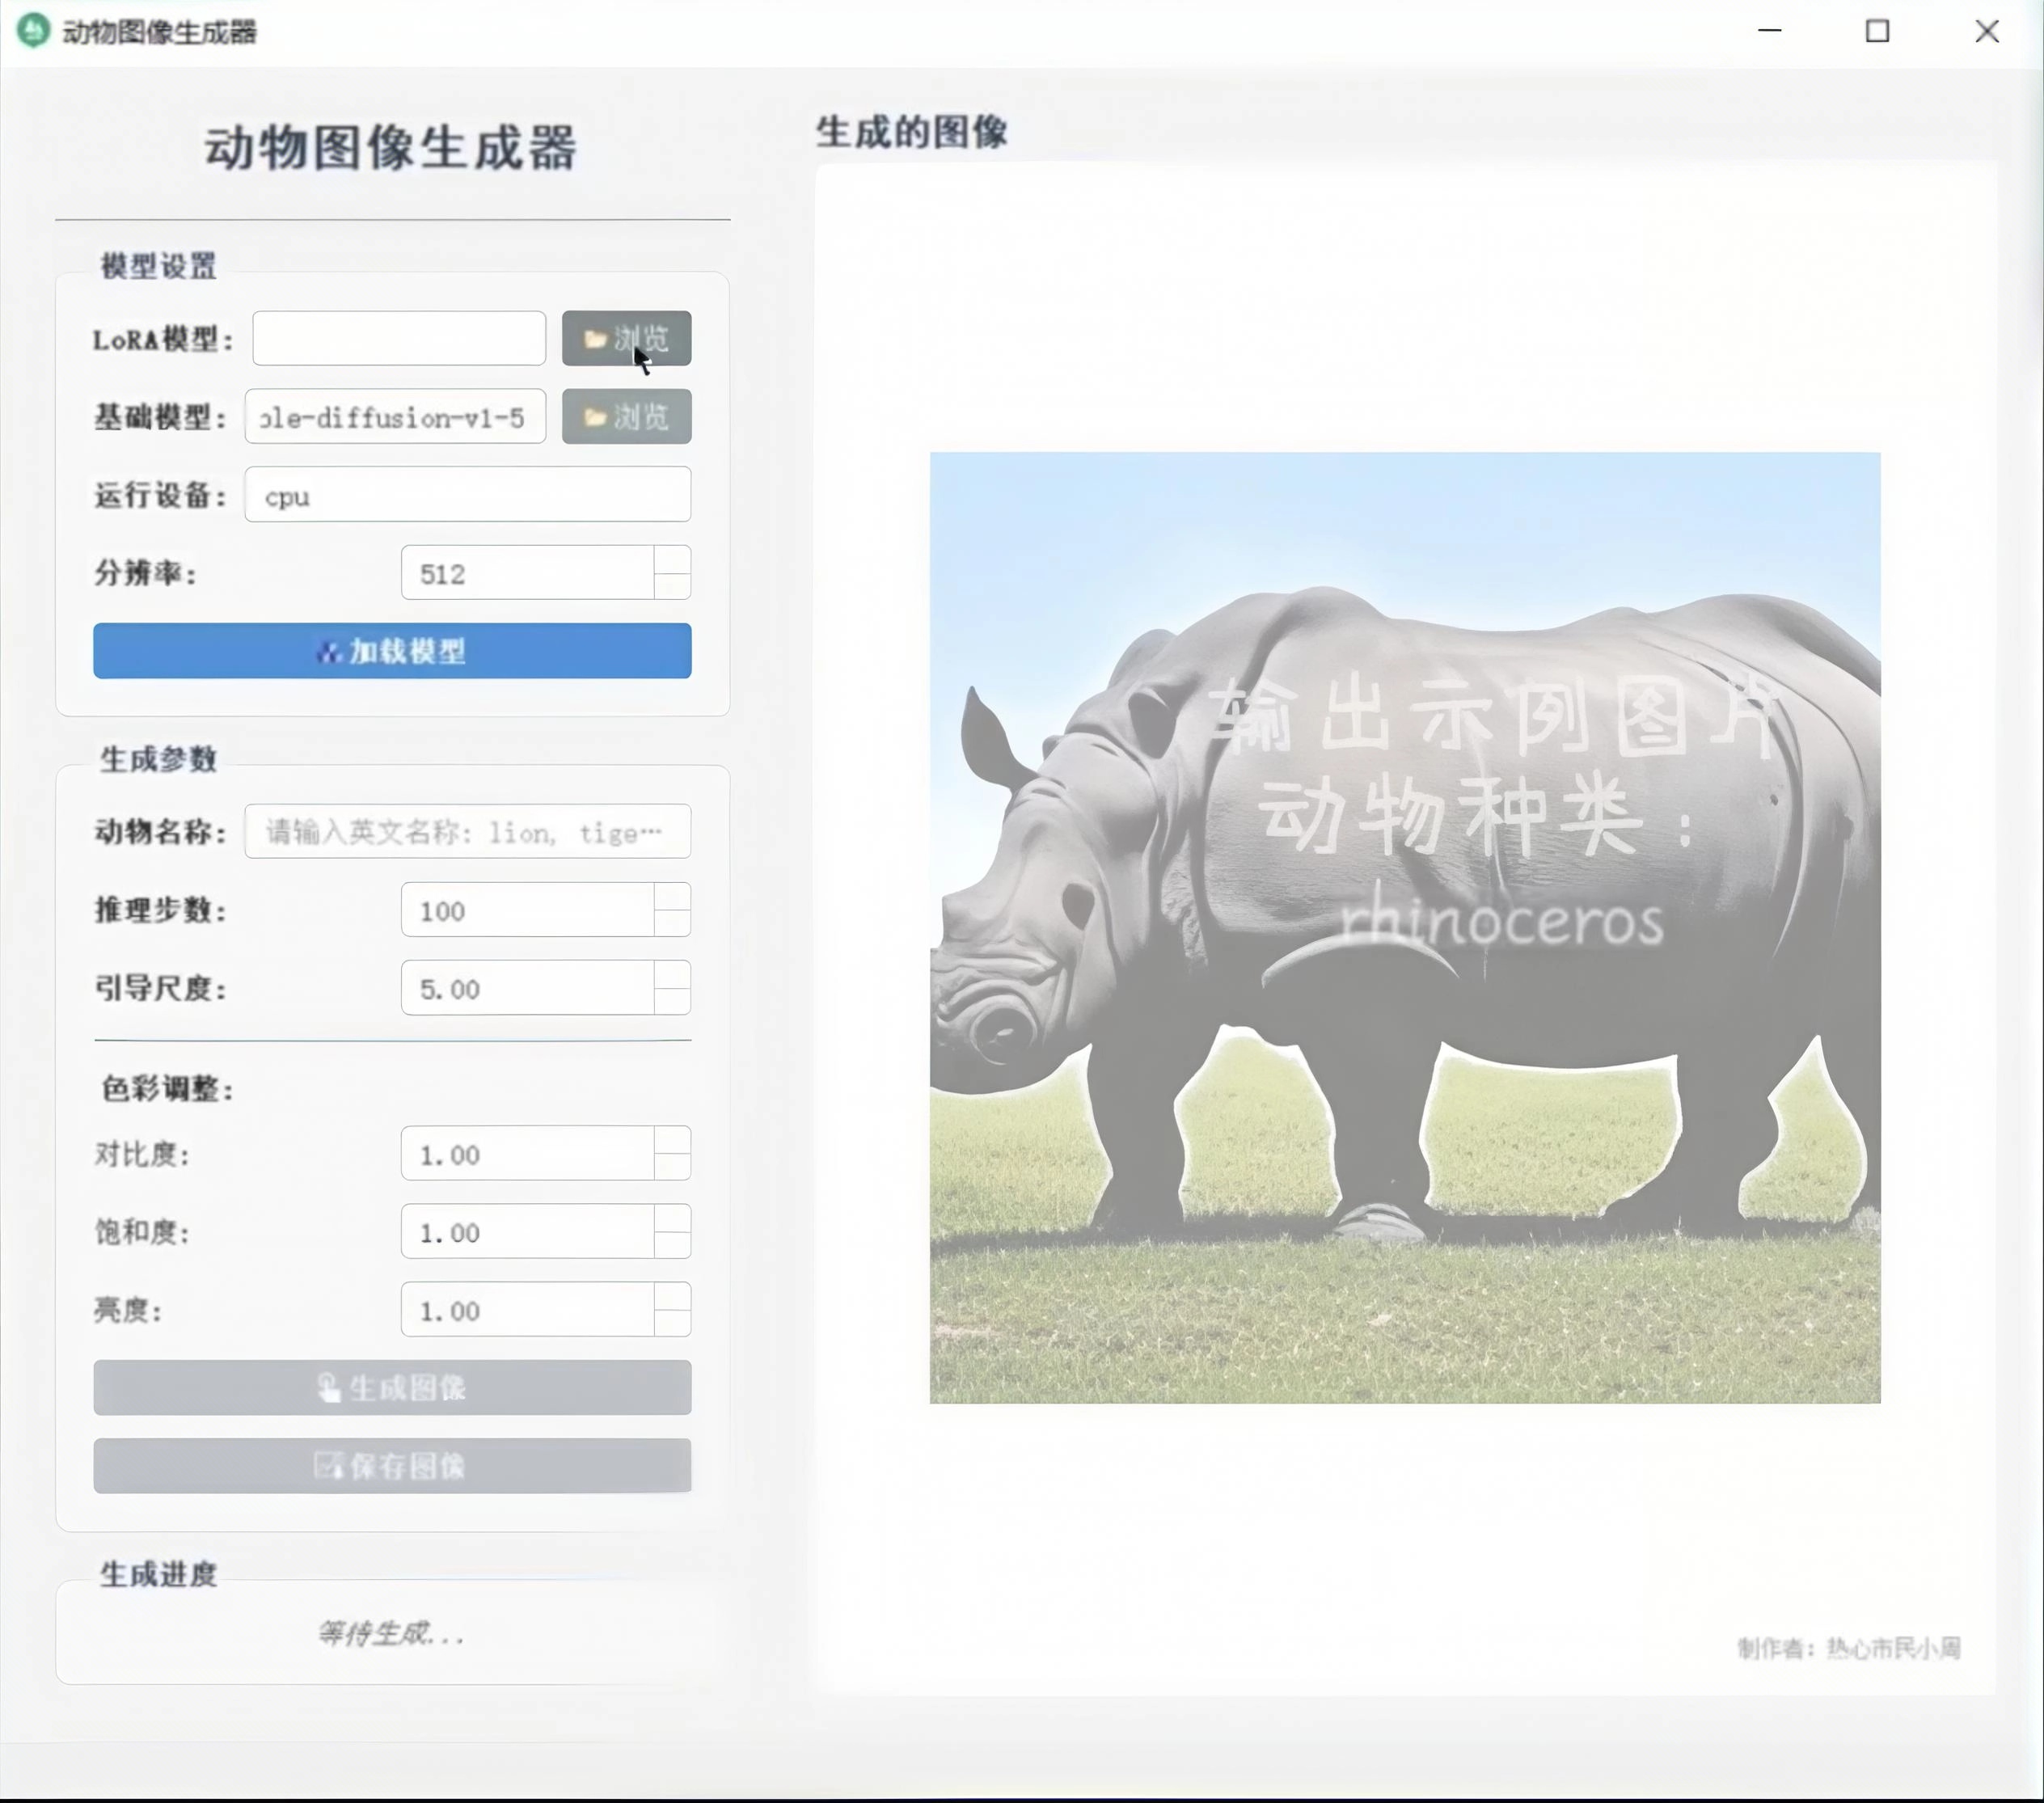 动物图像生成器
动物图像生成器
模型设置
LoRA模型:
浏览
基础模型: ble-diffusion-v1-5
浏览
运行设备: cpu
分辨率: 512
加载模型
生成参数
动物名称: 请输入英文名称: lion, tige…
推理步数: 100
引导尺度: 5.00
色彩调整:
对比度: 1.00
饱和度: 1.00
亮度: 1.00
生成图像
保存图像
生成进度
等待生成...
生成的图像
输出示例图片
动物种类:
rhinoceros
制作者: 热心市民小周